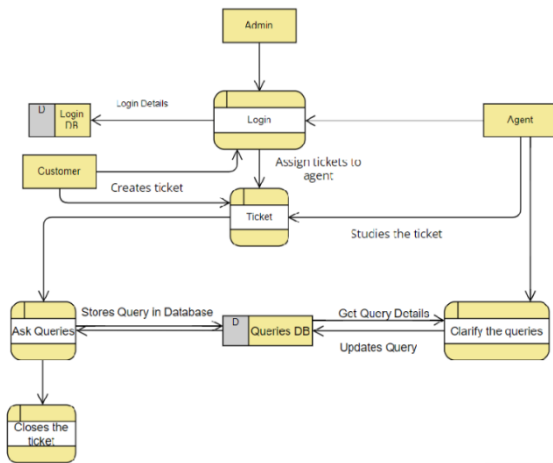 Admin
D
Login
DB
Login Details
Login
Agent
Customer
Creates ticket
Assign tickets to
agent
Ticket
Studies the ticket
Ask Queries
Stores Query in Database
D
Queries DB
Get Query Details
Updates Query
Clarify the queries
Closes the
ticket